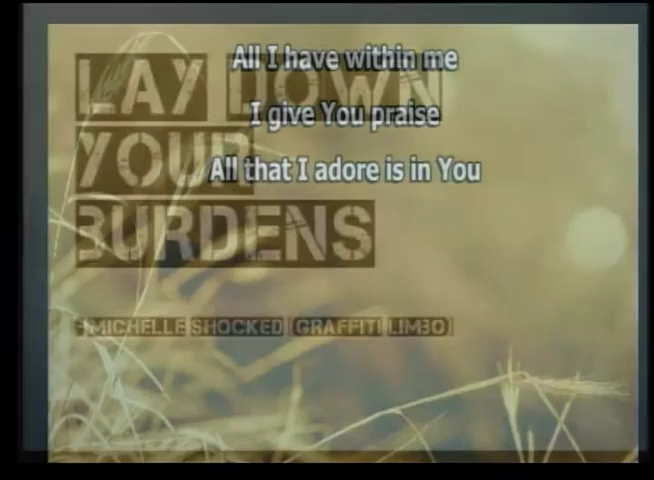 All I have within me
I give You praise
All that I adore is in You
LAY DOWN
YOUR
BURDENS
MICHELLE SHOCKED (GRAFFITI LIMBO)